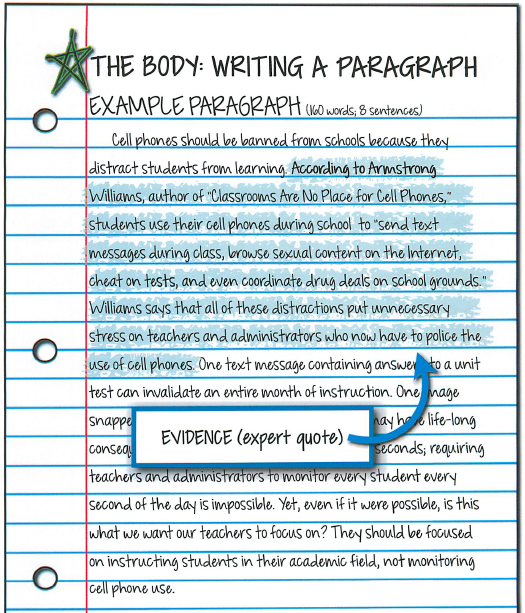 THE BODY: WRITING A PARAGRAPH
EXAMPLE PARAGRAPH (160 words; 8 sentences)
Cell phones should be banned from schools because they
distract students from learning. According to Armstrong
Williams, author of "Classrooms Are No Place for Cell Phones,"
students use their cell phones during school to "send text
messages during class, browse sexual content on the Internet,
cheat on tests, and even coordinate drug deals on school grounds."
Williams says that all of these distractions put unnecessary
stress on teachers and administrators who now have to police the
use of cell phones. One text message containing answers to a unit
test can invalidate an entire month of instruction. One image
snappe may have life-long
consequ seconds; requiring
EVIDENCE (expert quote)
teachers and administrators to monitor every student every
second of the day is impossible. Yet, even if it were possible, is this
what we want our teachers to focus on? They should be focused
on instructing students in their academic field, not monitoring
cell phone use.